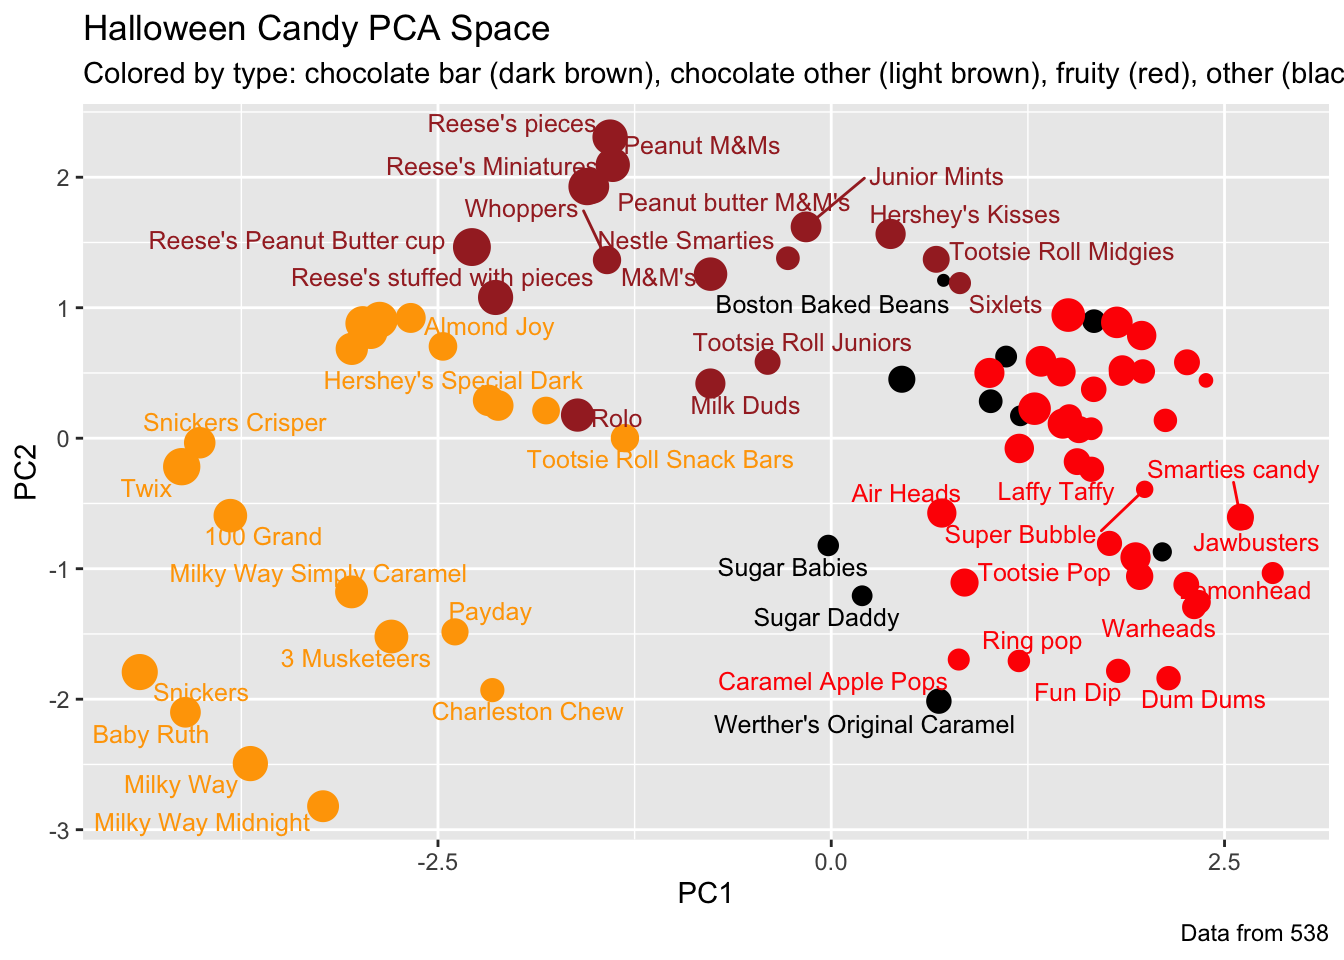 Halloween Candy PCA Space
Colored by type: chocolate bar (dark brown), chocolate other (light brown), fruity (red), other (blac
Reese's pieces
Peanut M&Ms
Reese's Miniatures
Junior Mints
Peanut butter M&M's
Whoppers
Hershey's Kisses
Reese's Peanut Butter cup
Nestle Smarties
Tootsie Roll Midgies
Reese's stuffed with pieces
M&M's
Boston Baked Beans
Sixlets
Almond Joy
Tootsie Roll Juniors
Hershey's Special Dark
Milk Duds
Snickers Crisper
Rolo
Tootsie Roll Snack Bars
Smarties candy
Twix
Air Heads
Laffy Taffy
100 Grand
Super Bubble
Jawbusters
Milky Way Simply Caramel
Sugar Babies
Tootsie Pop
Lemonhead
Payday
Sugar Daddy
Warheads
3 Musketeers
Ring pop
Snickers
Caramel Apple Pops
Fun Dip
Dum Dums
Charleston Chew
Werther's Original Caramel
Baby Ruth
Milky Way
Milky Way Midnight
2
1
0
-1
-2
-3
PC2
-2.5
0.0
2.5
PC1
Data from 538